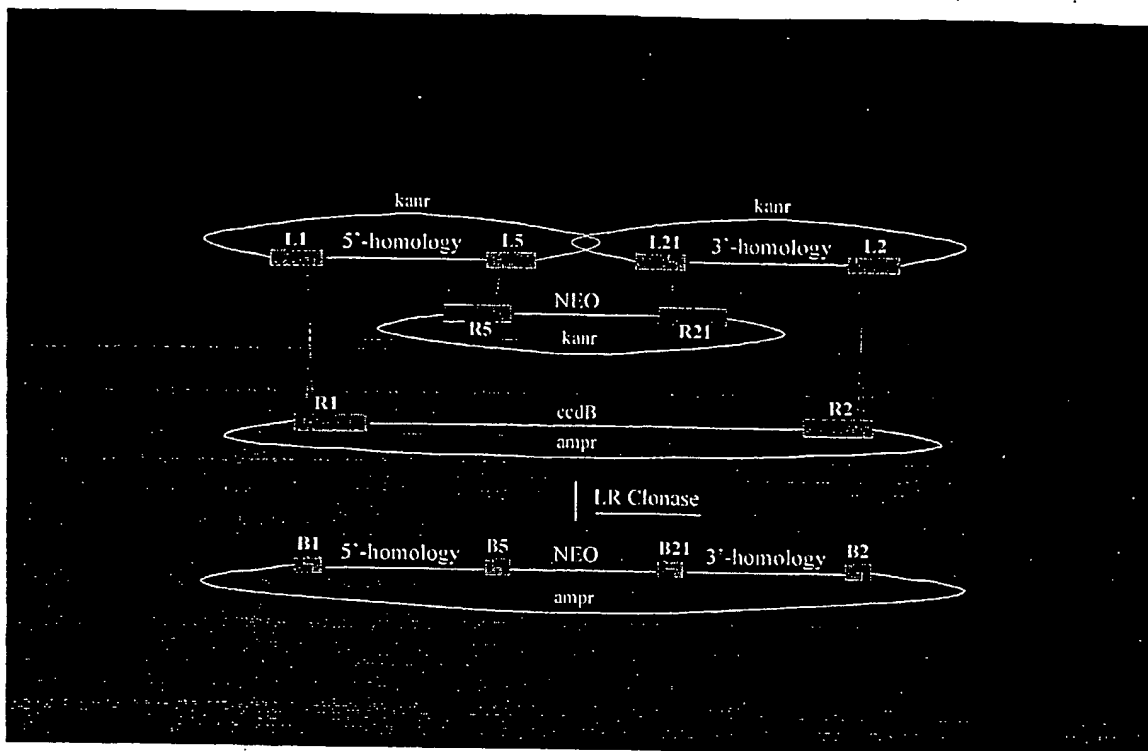 kanr kanr
L1 5'-homology L5 L21 3'-homology L2
NEO
R5 R21
kanr
R1 ccdB R2
ampr
LR Clonase
B1 5'-homology B5 NEO B21 3'-homology B2
ampr